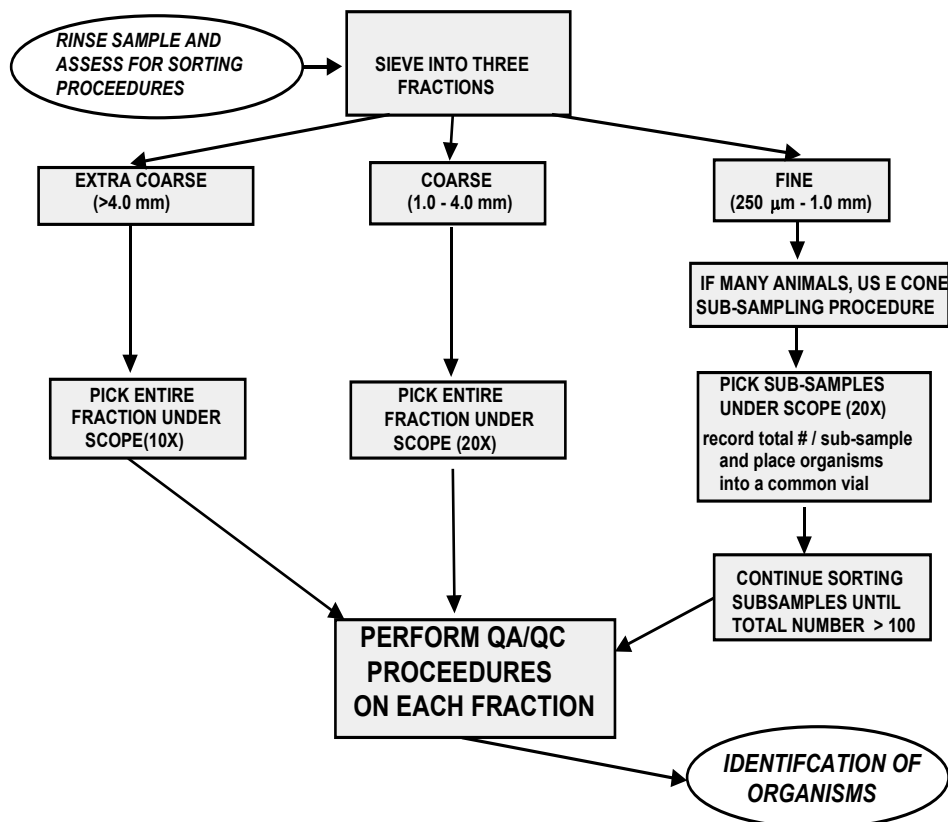 RINSE SAMPLE AND
ASSESS FOR SORTING
PROCEEDURES
SIEVE INTO THREE
FRACTIONS
EXTRA COARSE
(>4.0 mm)
COARSE
(1.0 - 4.0 mm)
FINE
(250 µm - 1.0 mm)
IF MANY ANIMALS, US E CONE
SUB-SAMPLING PROCEDURE
PICK ENTIRE
FRACTION UNDER
SCOPE(10X)
PICK ENTIRE
FRACTION UNDER
SCOPE (20X)
PICK SUB-SAMPLES
UNDER SCOPE (20X)
record total # / sub-sample
and place organisms
into a common vial
CONTINUE SORTING
SUBSAMPLES UNTIL
TOTAL NUMBER > 100
PERFORM QA/QC
PROCEEDURES
ON EACH FRACTION
IDENTIFCATION OF
ORGANISMS